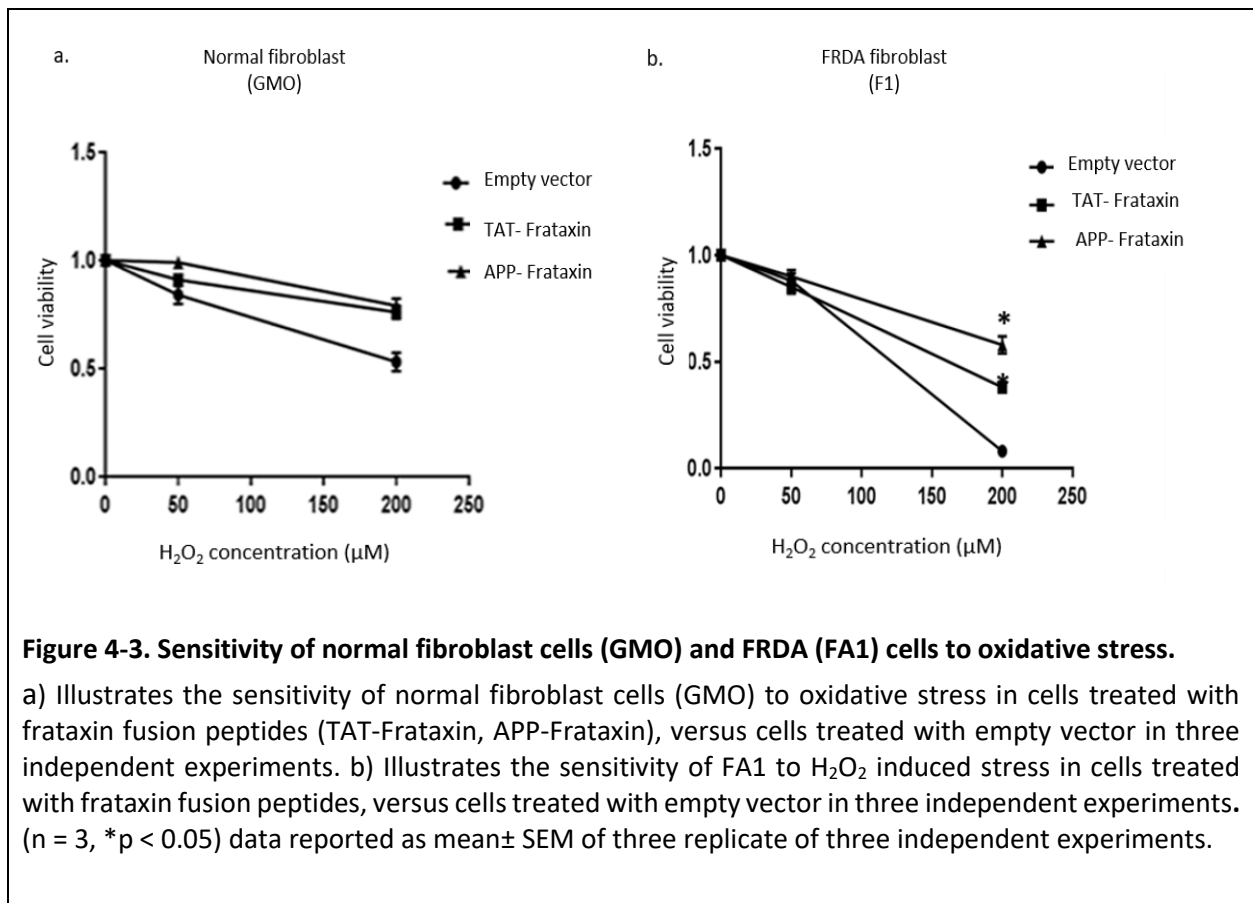 a.
Normal fibroblast
(GMO)
1.5
1.0
0.5
0.0
Cell viability
0 50 100 150 200 250
H₂O₂ concentration (µM)
Empty vector
TAT- Frataxin
APP- Frataxin
b.
FRDA fibroblast
(F1)
1.5
1.0
0.5
0.0
Cell viability
0 50 100 150 200 250
H₂O₂ concentration (µM)
Empty vector
TAT- Frataxin
APP- Frataxin
*
*
Figure 4-3. Sensitivity of normal fibroblast cells (GMO) and FRDA (FA1) cells to oxidative stress.
a) Illustrates the sensitivity of normal fibroblast cells (GMO) to oxidative stress in cells treated with
frataxin fusion peptides (TAT-Frataxin, APP-Frataxin), versus cells treated with empty vector in three
independent experiments. b) Illustrates the sensitivity of FA1 to H₂O₂ induced stress in cells treated
with frataxin fusion peptides, versus cells treated with empty vector in three independent experiments.
(n = 3, *p < 0.05) data reported as mean± SEM of three replicate of three independent experiments.